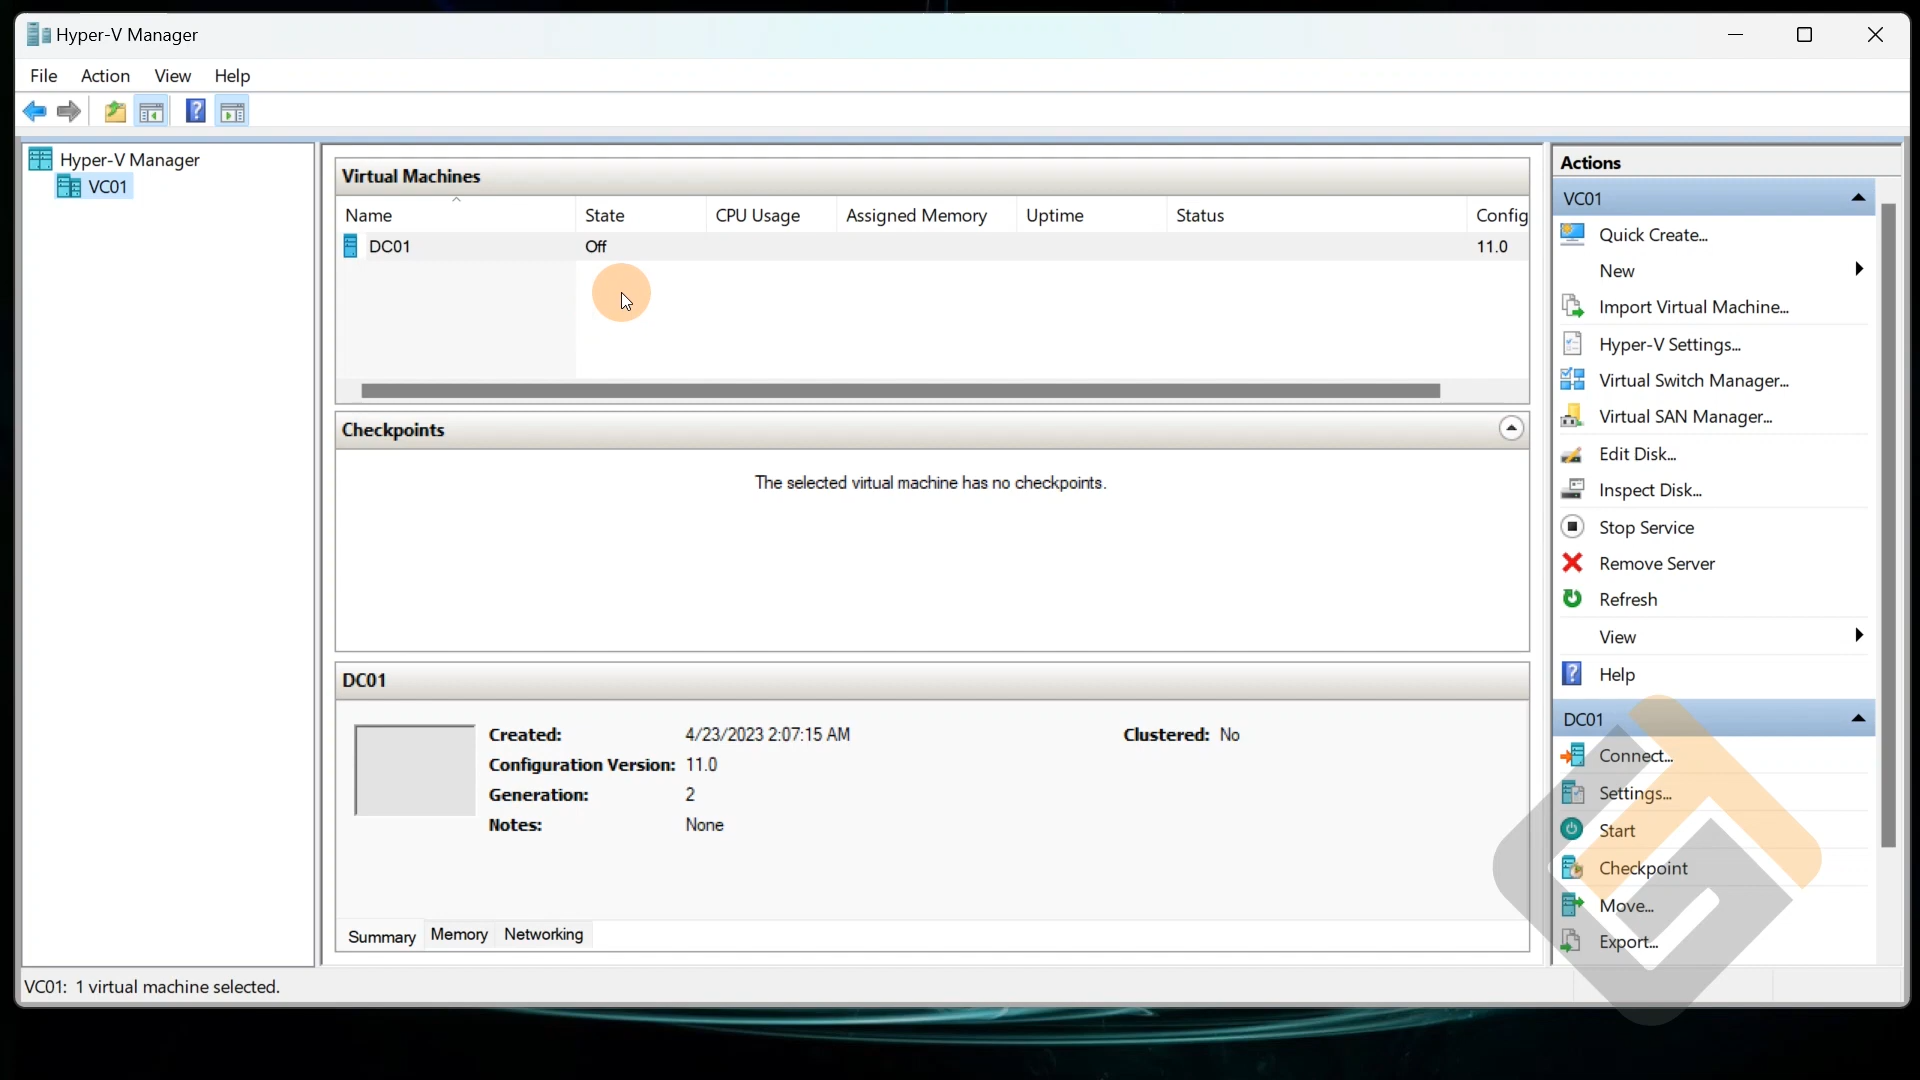 Hyper-V Manager
File Action View Help
Hyper-V Manager
VC01
Virtual Machines
Name State CPU Usage Assigned Memory Uptime Status Config
DC01 Off 11.0
Checkpoints
The selected virtual machine has no checkpoints.
DC01
Created: 4/23/2023 2:07:15 AM Clustered: No
Configuration Version: 11.0
Generation: 2
Notes: None
Summary Memory Networking
Actions
VC01
Quick Create...
New
Import Virtual Machine...
Hyper-V Settings...
Virtual Switch Manager...
Virtual SAN Manager...
Edit Disk...
Inspect Disk...
Stop Service
Remove Server
Refresh
View
Help
DC01
Connect...
Settings...
Start
Checkpoint
Move...
Export...
VC01: 1 virtual machine selected.